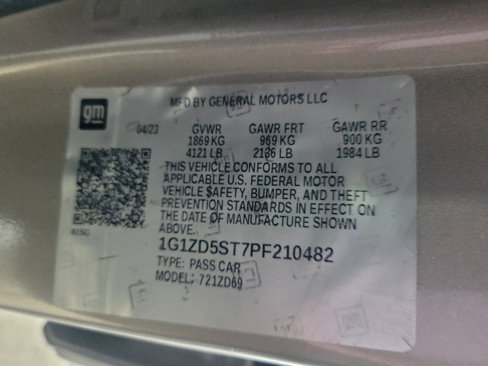 gm
MFD BY GENERAL MOTORS LLC
04/23 GVWR GAWR FRT GAWR RR
1869 KG 969 KG 900 KG
4121 LB 2136 LB 1984 LB
THIS VEHICLE CONFORMS TO ALL
APPLICABLE U.S. FEDERAL MOTOR
VEHICLE SAFETY, BUMPER, AND THEFT
PREVENTION STANDARDS IN EFFECT ON
THE DATE OF MANUFACTURE SHOWN
ABOVE.
1G1ZD5ST7PF210482
TYPE: PASS CAR
MODEL: 721ZD69